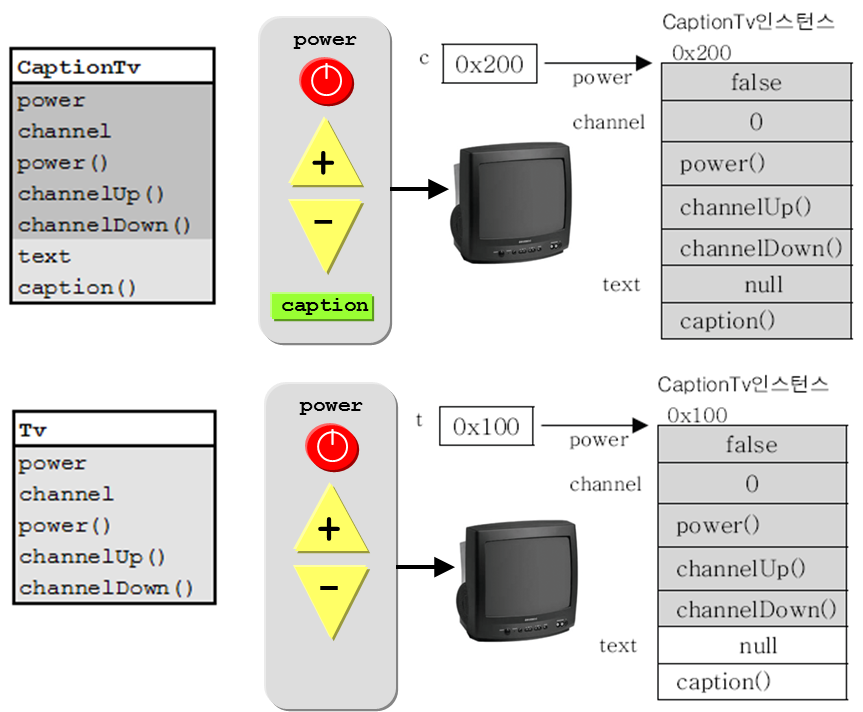 CaptionTv
power
channel
power()
channelUp()
channelDown()
text
caption()
power
+
-
caption
c
0x200
CaptionTv인스턴스
0x200
power
false
channel
0
power()
channelUp()
channelDown()
text
null
caption()
Tv
power
channel
power()
channelUp()
channelDown()
power
+
-
t
0x100
CaptionTv인스턴스
0x100
power
false
channel
0
power()
channelUp()
channelDown()
text
null
caption()